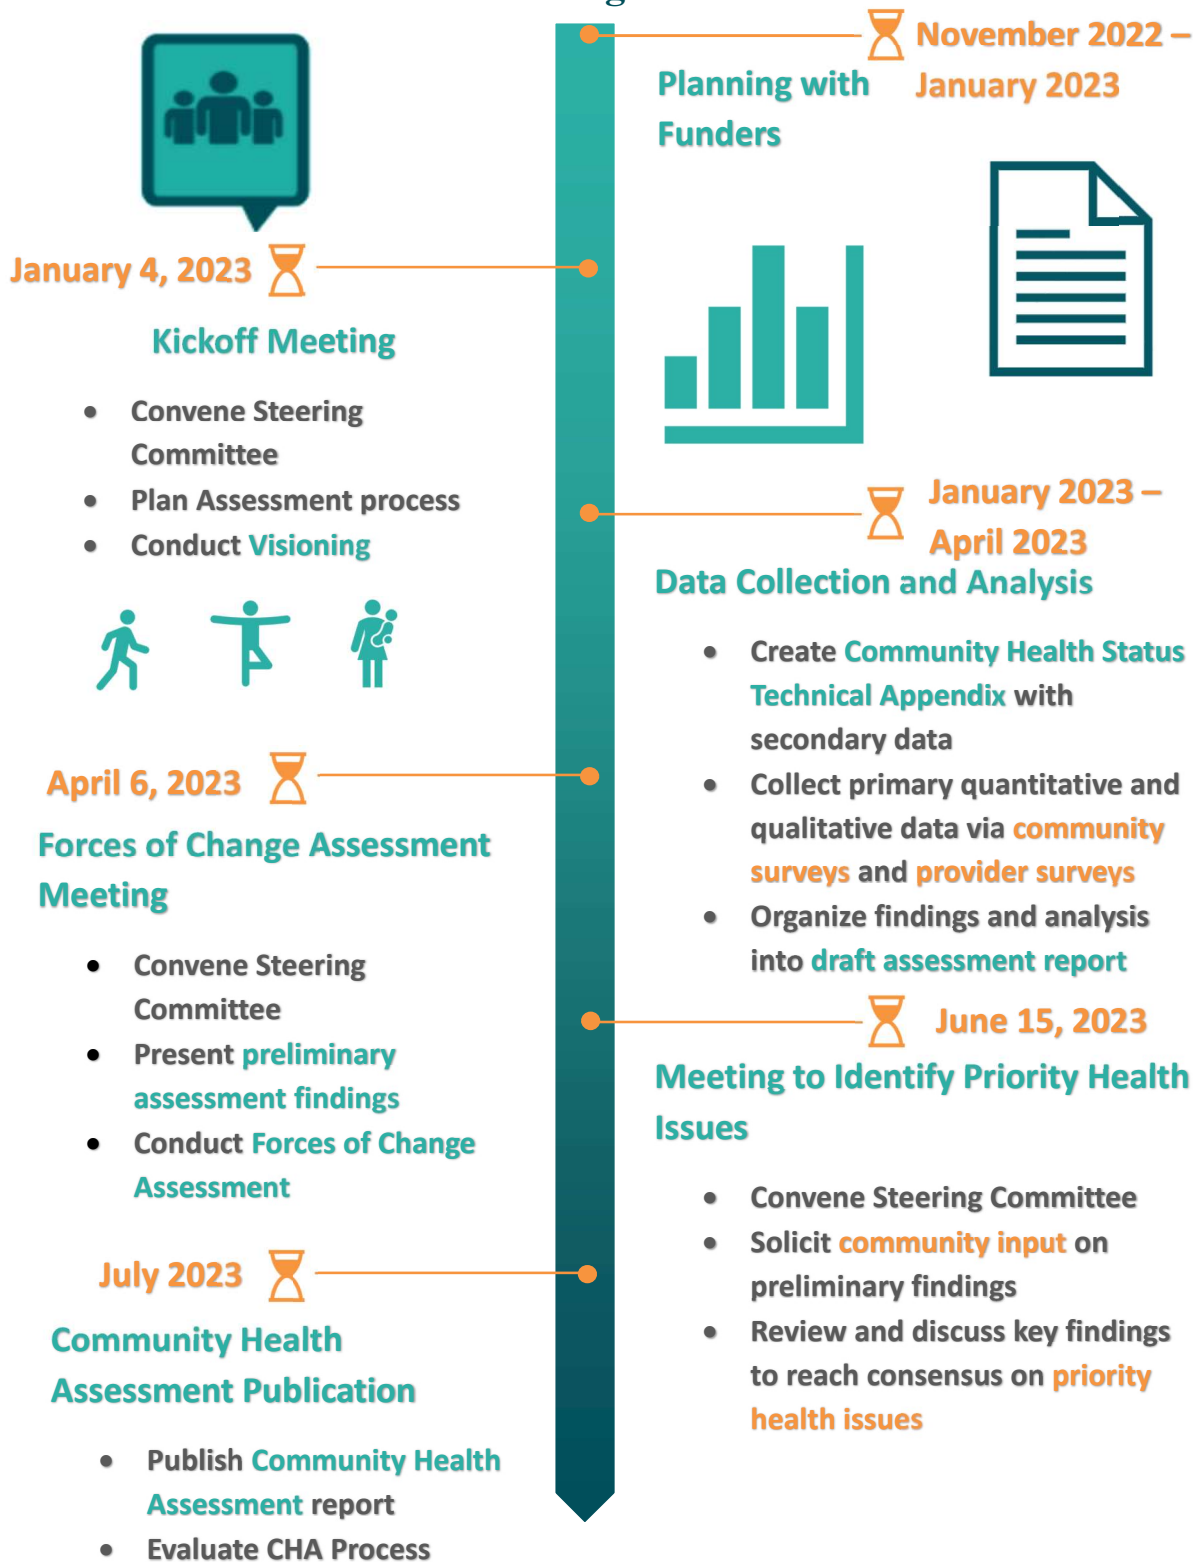 November 2022 –
January 2023
Planning with
Funders
January 4, 2023
Kickoff Meeting
• Convene Steering
Committee
• Plan Assessment process
• Conduct Visioning
January 2023 –
April 2023
Data Collection and Analysis
• Create Community Health Status
Technical Appendix with
secondary data
• Collect primary quantitative and
qualitative data via community
surveys and provider surveys
• Organize findings and analysis
into draft assessment report
April 6, 2023
Forces of Change Assessment
Meeting
• Convene Steering
Committee
• Present preliminary
assessment findings
• Conduct Forces of Change
Assessment
June 15, 2023
Meeting to Identify Priority Health
Issues
• Convene Steering Committee
• Solicit community input on
preliminary findings
• Review and discuss key findings
to reach consensus on priority
health issues
July 2023
Community Health
Assessment Publication
• Publish Community Health
Assessment report
• Evaluate CHA Process